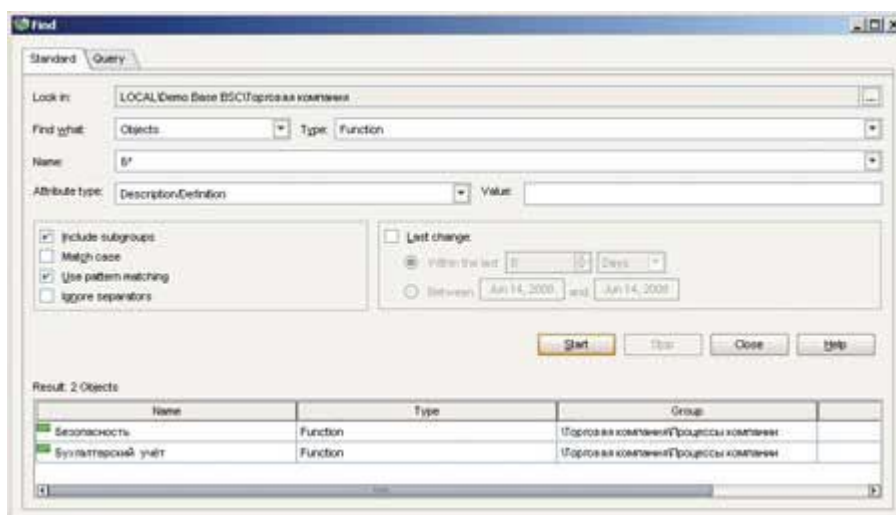 Find
Standard Query
Look in: LOCAL\Demo Base BSC\Торговая компания ...
Find what: Objects Type: Function
Name: Б*
Attribute type: Description/Definition Value:
Include subgroups Last change:
Match case Within the last 0 Days
Use pattern matching Between Jun 14, 2008 and Jun 14, 2008
Ignore separators
Start Stop Close Help
Result: 2 Objects
Name Type Group
Безопасность Function \Торговая компания\Процессы компании
Бухгалтерский учёт Function \Торговая компания\Процессы компании